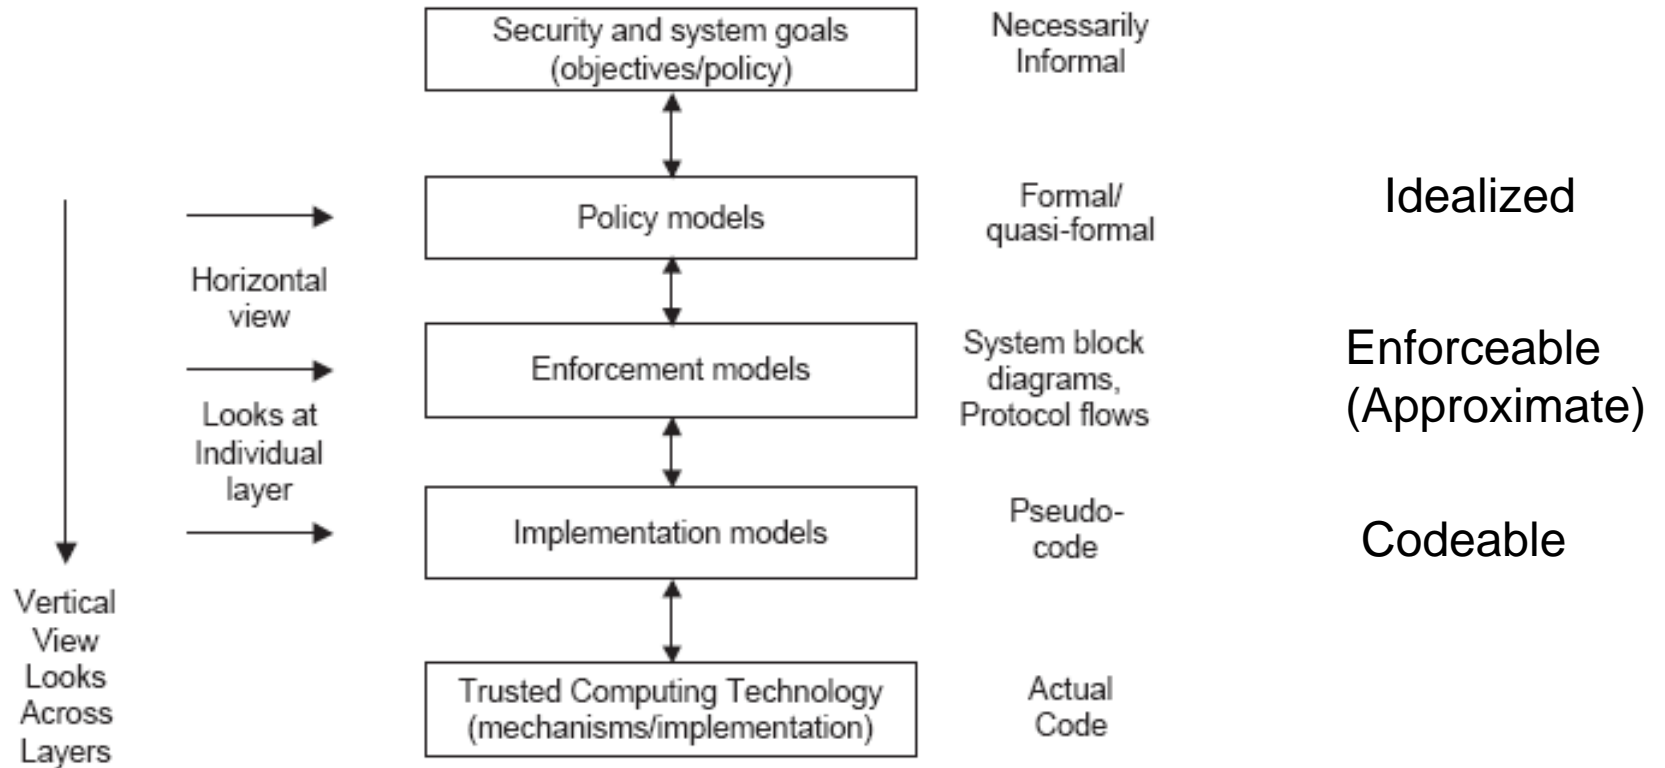 Security and system goals
(objectives/policy)
Necessarily
Informal
Policy models
Formal/
quasi-formal
Idealized
Horizontal
view
Enforcement models
System block
diagrams,
Protocol flows
Enforceable
(Approximate)
Looks at
Individual
layer
Implementation models
Pseudo-
code
Codeable
Vertical
View
Looks
Across
Layers
Trusted Computing Technology
(mechanisms/implementation)
Actual
Code